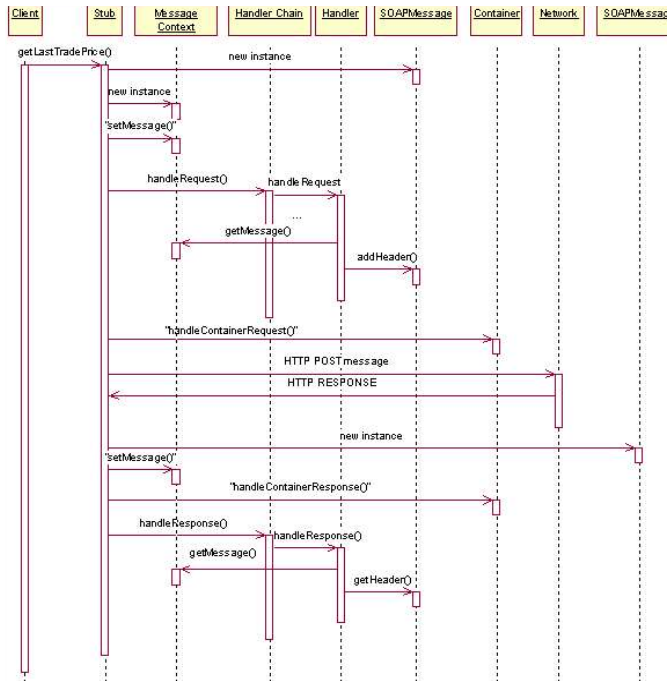 Client
Stub
Message
Context
Handler Chain
Handler
SOAPMessage
Container
Network
SOAPMessag
getLastTradePrice()
new instance
new instance
"setMessage()"
handleRequest()
handleRequest
...
getMessage()
addHeader()
"handleContainerRequest()"
HTTP POST message
HTTP RESPONSE
new instance
"setMessage()"
"handleContainerResponse()"
handleResponse()
handleResponse()
getMessage()
getHeader()